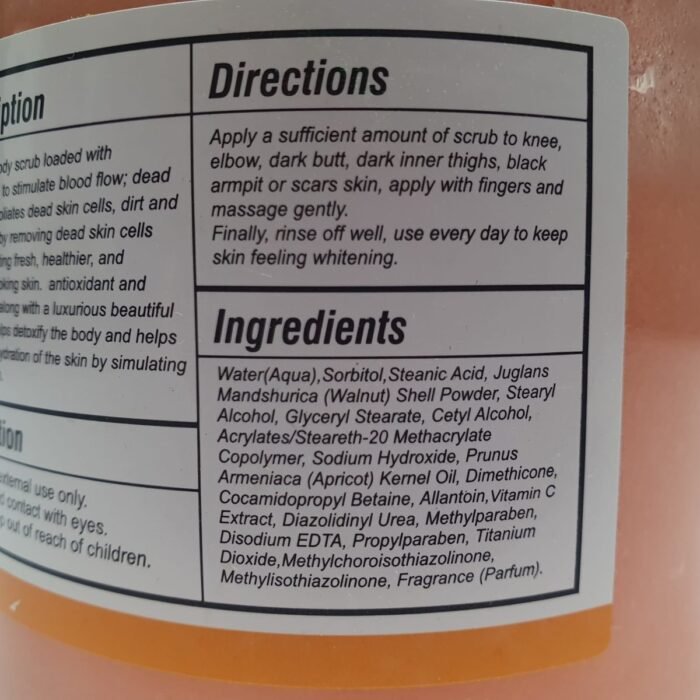 ption
ody scrub loaded with
to stimulate blood flow; dead
oliates dead skin cells, dirt and
by removing dead skin cells
ing fresh, healthier, and
oking skin. antioxidant and
along with a luxurious beautiful
lps detoxify the body and helps
ydration of the skin by simulating
tion
external use only.
d contact with eyes.
p out of reach of children.
Directions
Apply a sufficient amount of scrub to knee,
elbow, dark butt, dark inner thighs, black
armpit or scars skin, apply with fingers and
massage gently.
Finally, rinse off well, use every day to keep
skin feeling whitening.
Ingredients
Water(Aqua),Sorbitol,Steanic Acid, Juglans
Mandshurica (Walnut) Shell Powder, Stearyl
Alcohol, Glyceryl Stearate, Cetyl Alcohol,
Acrylates/Steareth-20 Methacrylate
Copolymer, Sodium Hydroxide, Prunus
Armeniaca (Apricot) Kernel Oil, Dimethicone,
Cocamidopropyl Betaine, Allantoin,Vitamin C
Extract, Diazolidinyl Urea, Methylparaben,
Disodium EDTA, Propylparaben, Titanium
Dioxide,Methylchoroisothiazolinone,
Methylisothiazolinone, Fragrance (Parfum).